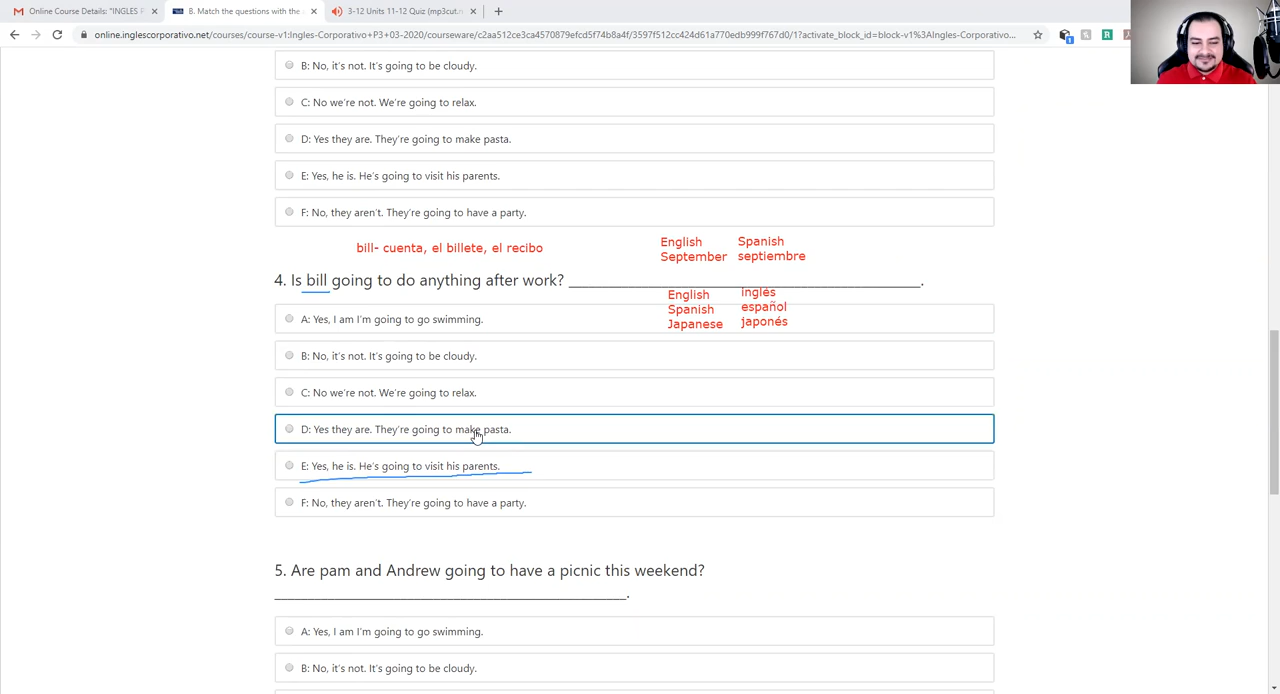 Online Course Details: "INGLES F
B. Match the questions with the
3-12 Units 11-12 Quiz (mp3cut.n
online.inglescorporativo.net/courses/course-v1:Ingles-Corporativo+P3+03-2020/courseware/cfaa512ce3ca4570879efcd5f74b8a4f/3597f512cc424d61a770edb999f767d0/1?activate_block_id=block-v1%3AIngles-Corporativo...
B: No, it's not. It's going to be cloudy.
C: No we're not. We're going to relax.
D: Yes they are. They're going to make pasta.
E: Yes, he is. He's going to visit his parents.
F: No, they aren't. They're going to have a party.
bill- cuenta, el billete, el recibo
English Spanish
September septiembre
4. Is bill going to do anything after work? ______________________________________________.
English inglés
Spanish español
Japanese japonés
A: Yes, I am I'm going to go swimming.
B: No, it's not. It's going to be cloudy.
C: No we're not. We're going to relax.
D: Yes they are. They're going to make pasta.
E: Yes, he is. He's going to visit his parents.
F: No, they aren't. They're going to have a party.
5. Are pam and Andrew going to have a picnic this weekend?
______________________________________________.
A: Yes, I am I'm going to go swimming.
B: No, it's not. It's going to be cloudy.